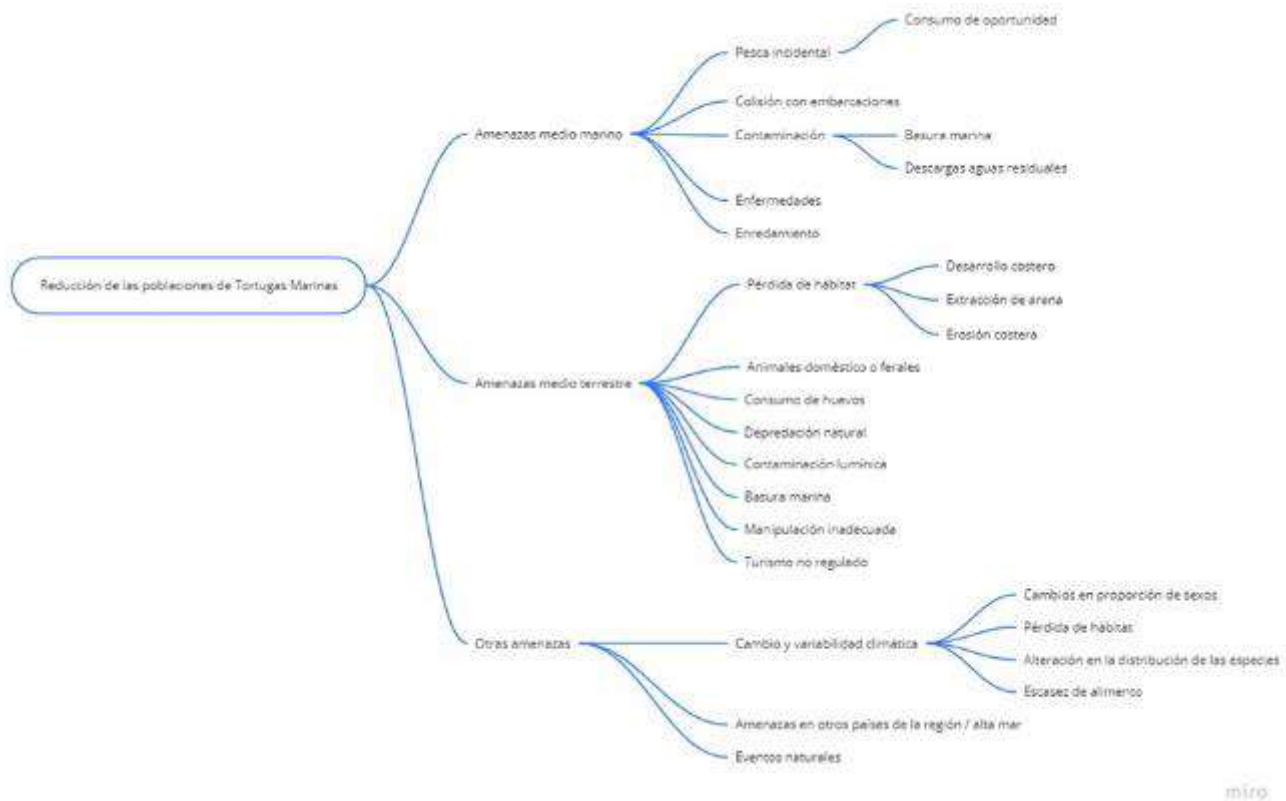 Reducción de las poblaciones de Tortugas Marinas
Amenazas medio marino
Pesca incidental
Consumo de oportunidad
Colisión con embarcaciones
Contaminación
Basura marina
Descargas aguas residuales
Enfermedades
Enredamiento
Amenazas medio terrestre
Pérdida de hábitat
Desarrollo costero
Extracción de arena
Erosión costera
Animales doméstico o ferales
Consumo de huevos
Depredación natural
Contaminación lumínica
Basura marina
Manipulación inadecuada
Turismo no regulado
Otras amenazas
Cambio y variabilidad climática
Cambios en proporción de sexos
Pérdida de hábitat
Alteración en la distribución de las especies
Escasez de alimento
Amenazas en otros países de la región / alta mar
Eventos naturales
miro